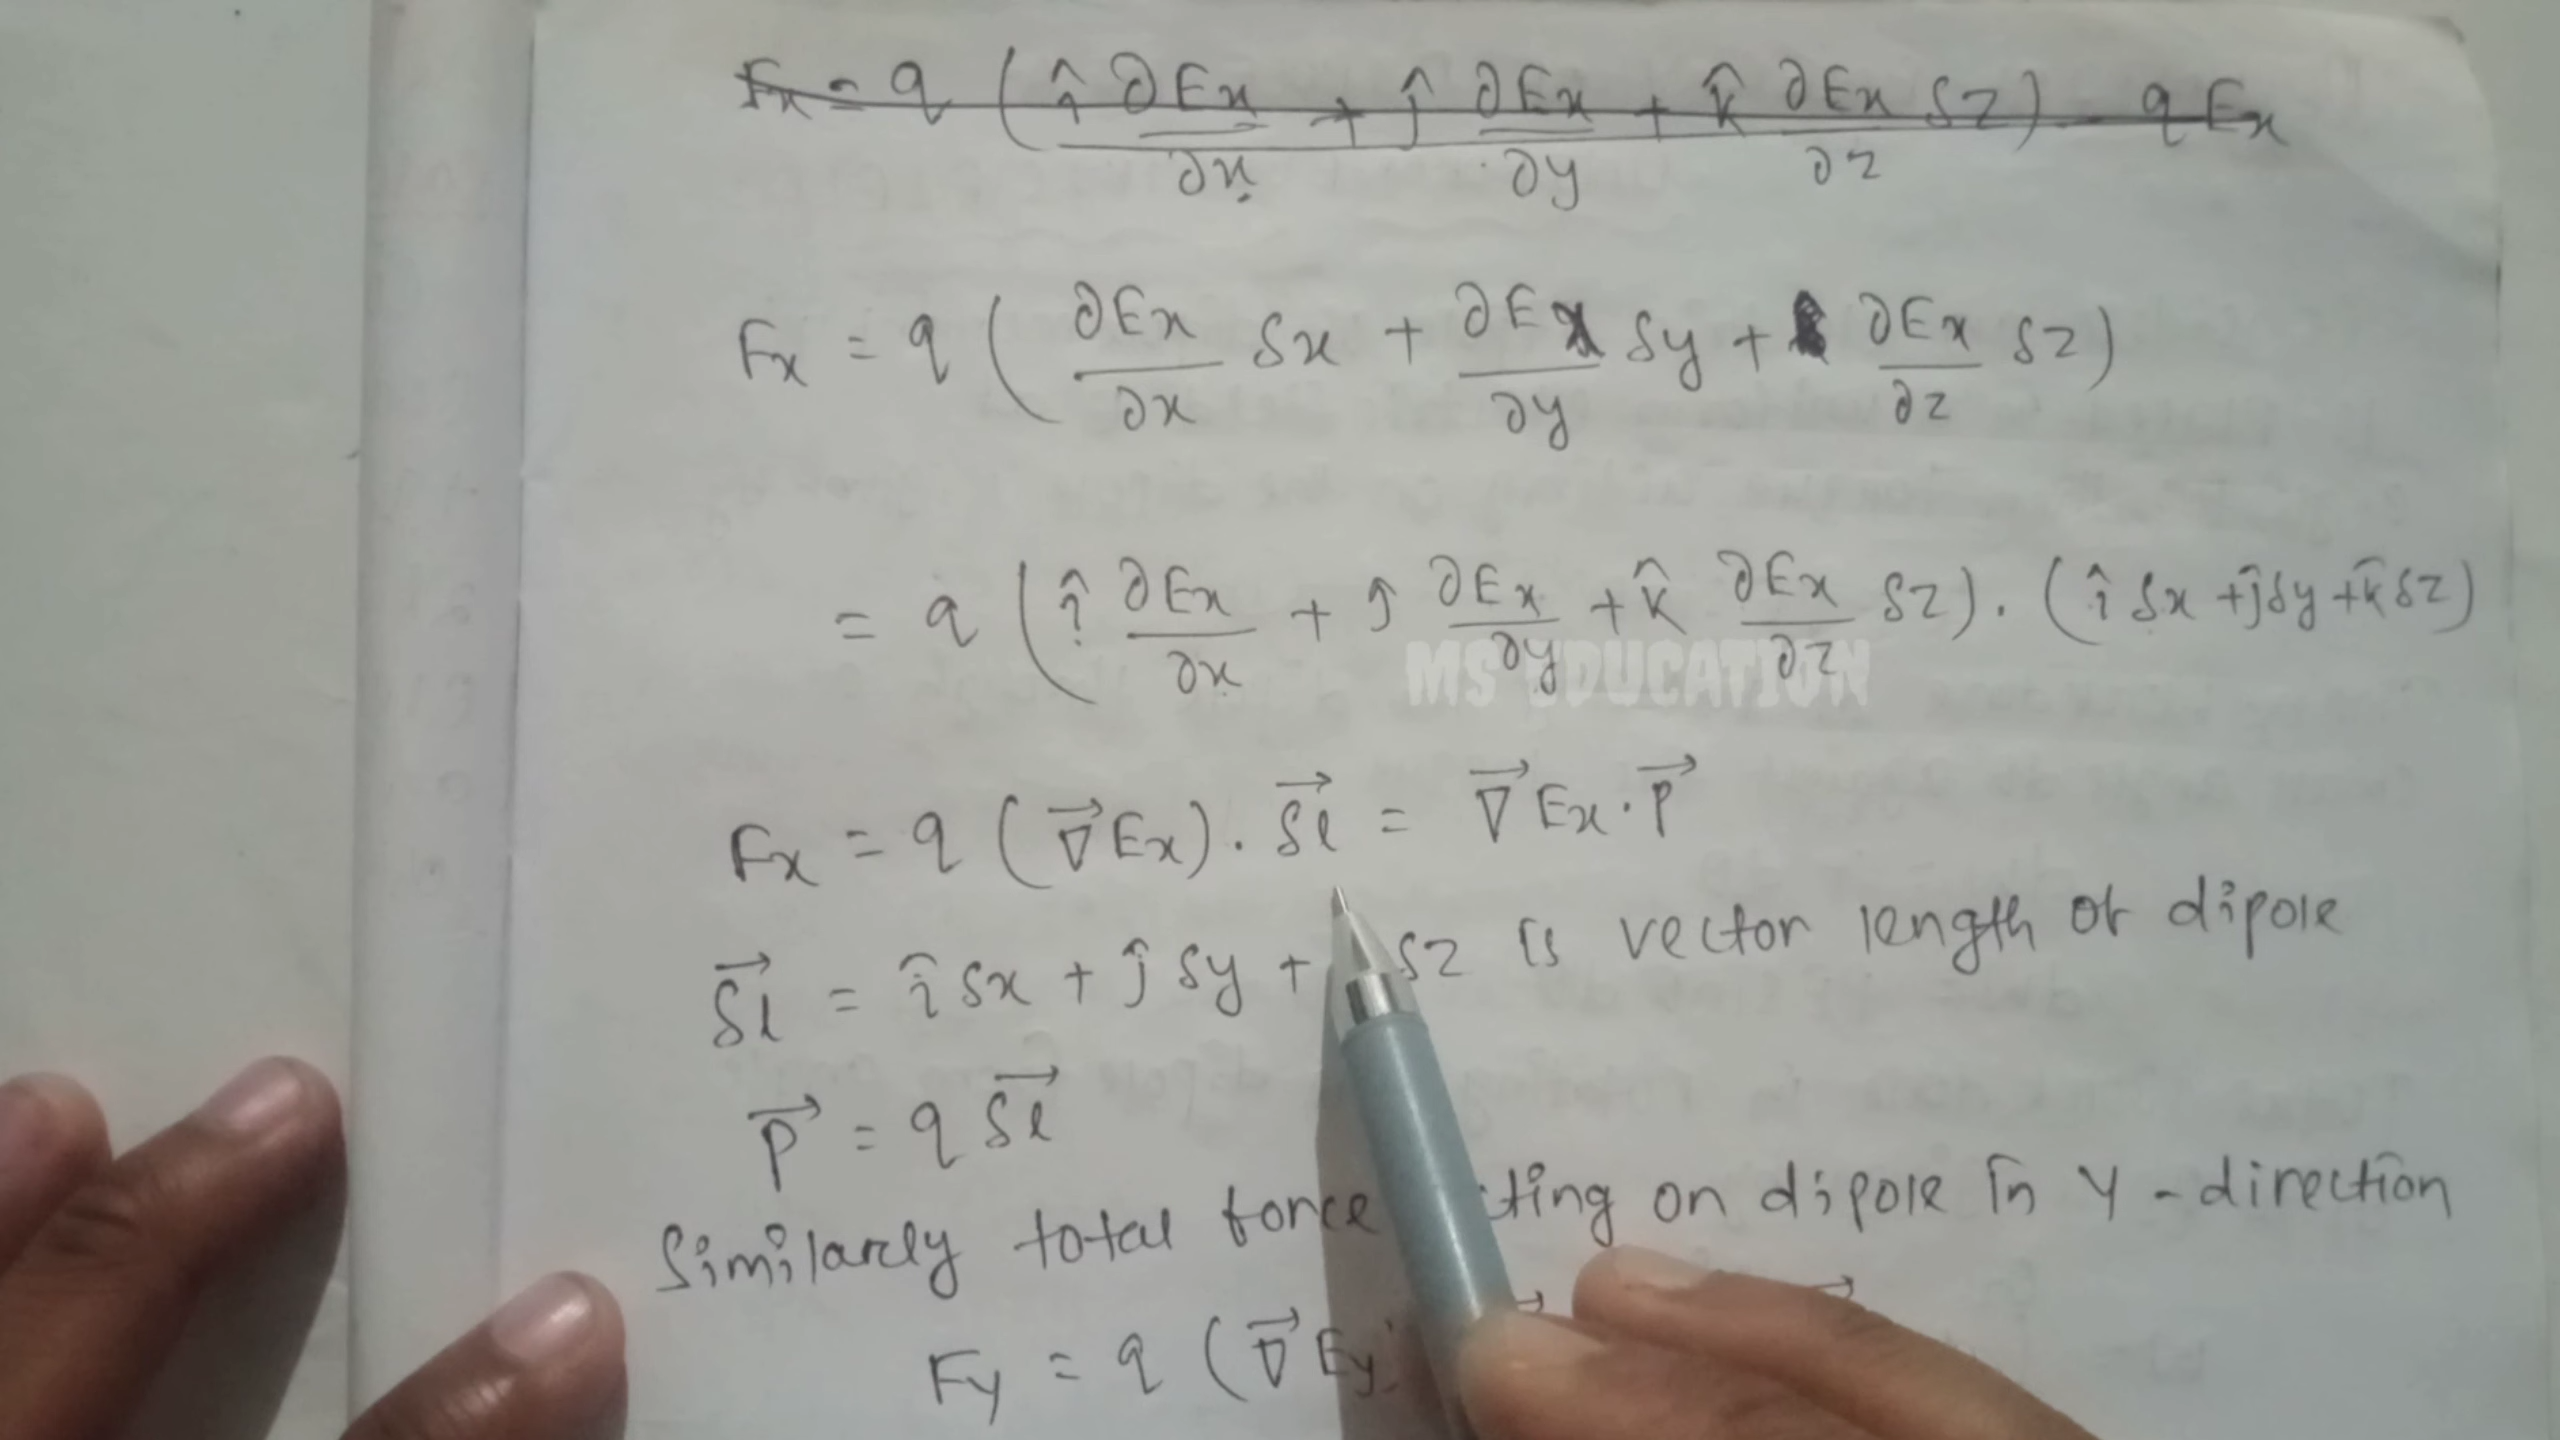 Fx = q (î ∂Ex/∂x + ĵ ∂Ex/∂y + k̂ ∂Ex/∂z δz) - qEx
Fx = q (∂Ex/∂x δx + ∂Ex/∂y δy + ∂Ex/∂z δz)
= q (î ∂Ex/∂x + ĵ ∂Ex/∂y + k̂ ∂Ex/∂z δz) . (î δx + ĵ δy + k̂ δz)
MS EDUCATION
Fx = q (∇⃗Ex) . δl⃗ = ∇⃗Ex . P⃗
δl⃗ = î δx + ĵ δy + δz is vector length of dipole
P⃗ = q δl⃗
Similarly total force on dipole in Y-direction
Fy = q (∇⃗Ey)